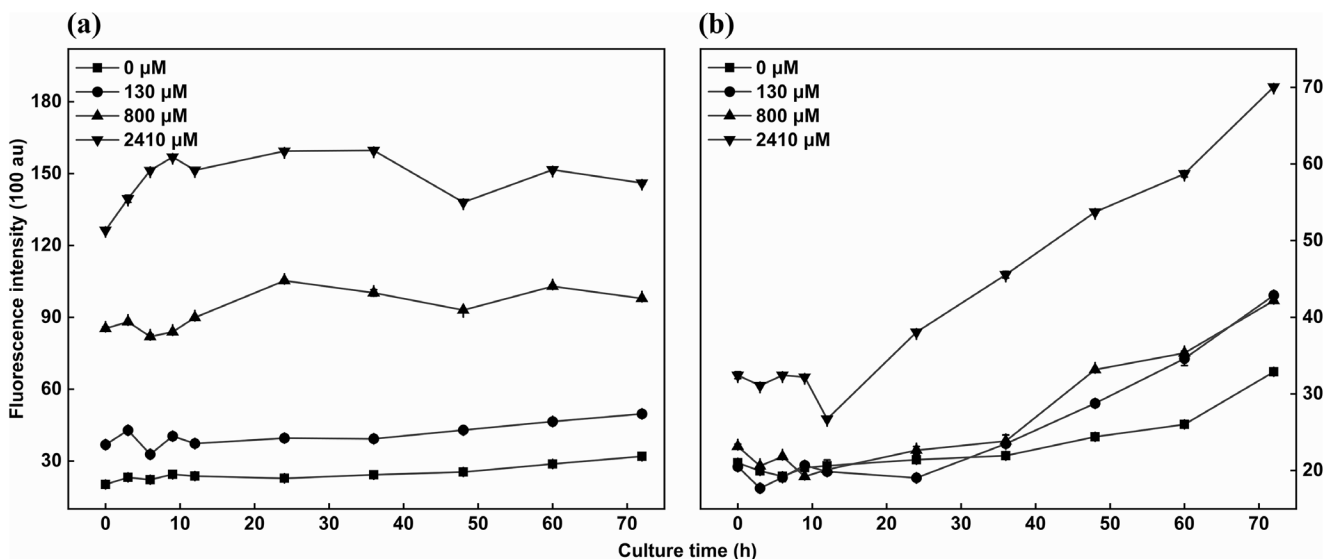 (a)
0 µM
130 µM
800 µM
2410 µM
180
150
120
90
60
30
0 10 20 30 40 50 60 70
Fluorescence intensity (100 au)
(b)
0 µM
130 µM
800 µM
2410 µM
70
60
50
40
30
20
0 10 20 30 40 50 60 70
Culture time (h)